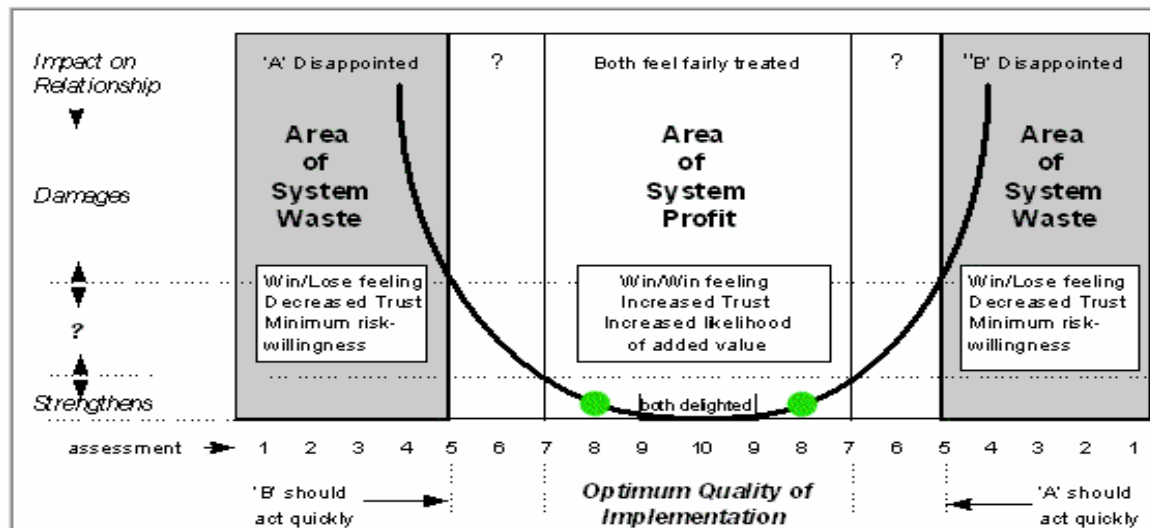 Impact on
Relationship
'A' Disappointed
?
Both feel fairly treated
?
"B' Disappointed
Area
of
System
Waste
Area
of
System
Profit
Area
of
System
Waste
Damages
Win/Lose feeling
Decreased Trust
Minimum risk-
willingness
Win/Win feeling
Increased Trust
Increased likelihood
of added value
Win/Lose feeling
Decreased Trust
Minimum risk-
willingness
?
Strengthens
both delighted
assessment 1 2 3 4 5 6 7 8 9 10 9 8 7 6 5 4 3 2 1
'B' should
act quickly
Optimum Quality of
Implementation
'A' should
act quickly